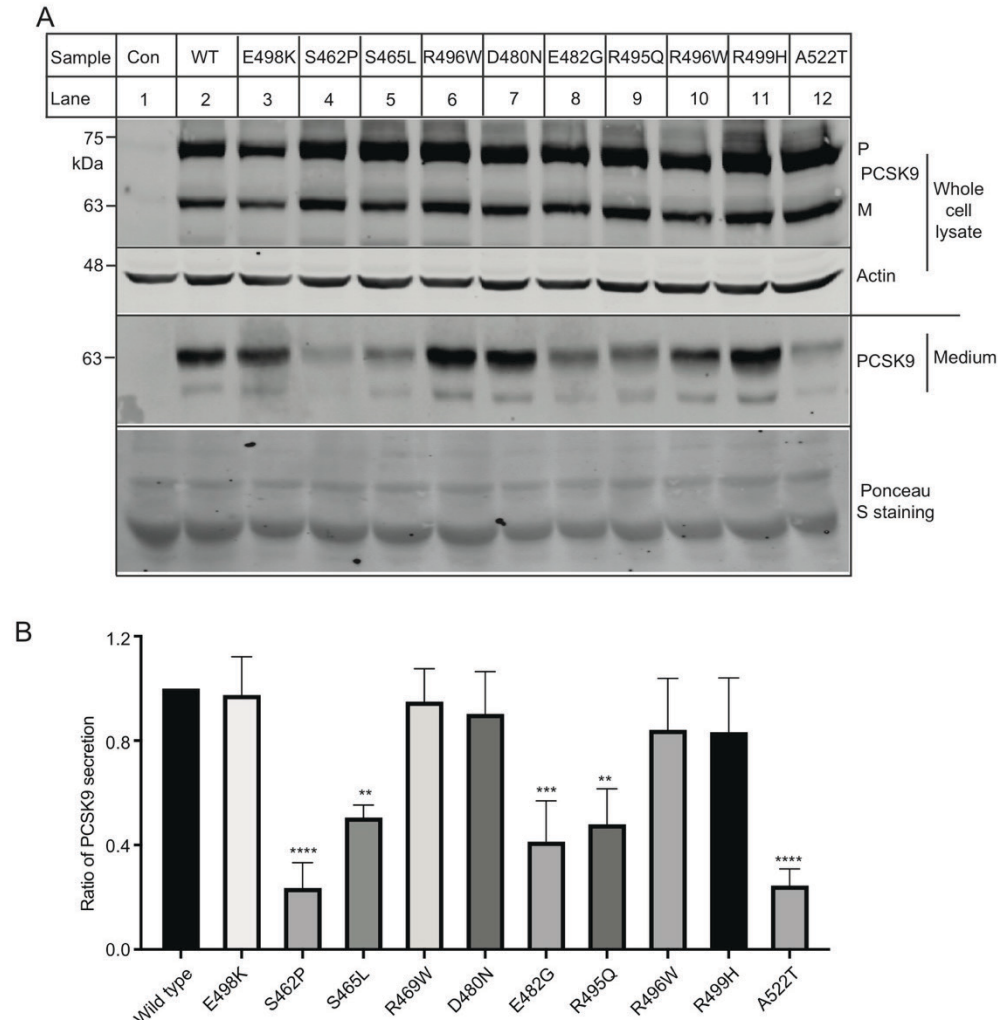 A
Sample Con WT E498K S462P S465L R496W D480N E482G R495Q R496W R499H A522T
Lane 1 2 3 4 5 6 7 8 9 10 11 12
75
kDa
63
P
PCSK9
M
Whole
cell
lysate
48
Actin
63
PCSK9
Medium
Ponceau
S staining
B
Ratio of PCSK9 secretion
1.2
0.8
0.4
0.0
****
**
***
**
****
Wild type
E498K
S462P
S465L
R469W
D480N
E482G
R495Q
R496W
R499H
A522T